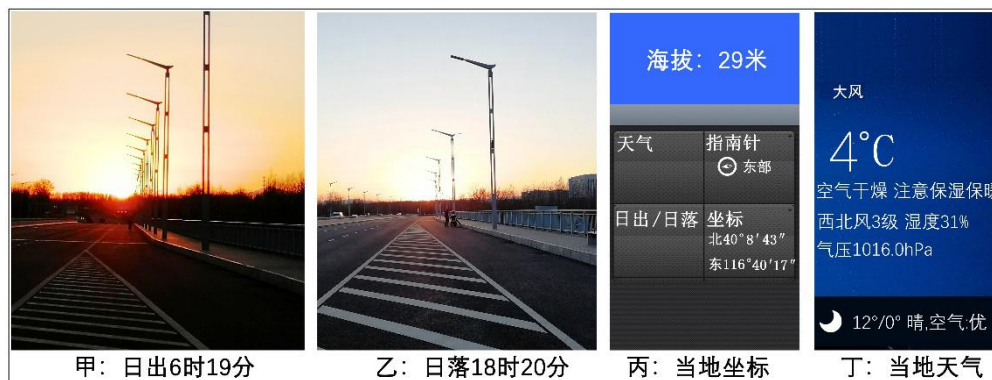 海拔：29米
天气
指南针
东部
日出/日落
坐标
北40°8′43″
东116°40′17″
大风
4℃
空气干燥 注意保湿保暖
西北风3级 湿度31%
气压1016.0hPa
12°/0° 晴,空气:优
甲：日出6时19分
乙：日落18时20分
丙：当地坐标
丁：当地天气